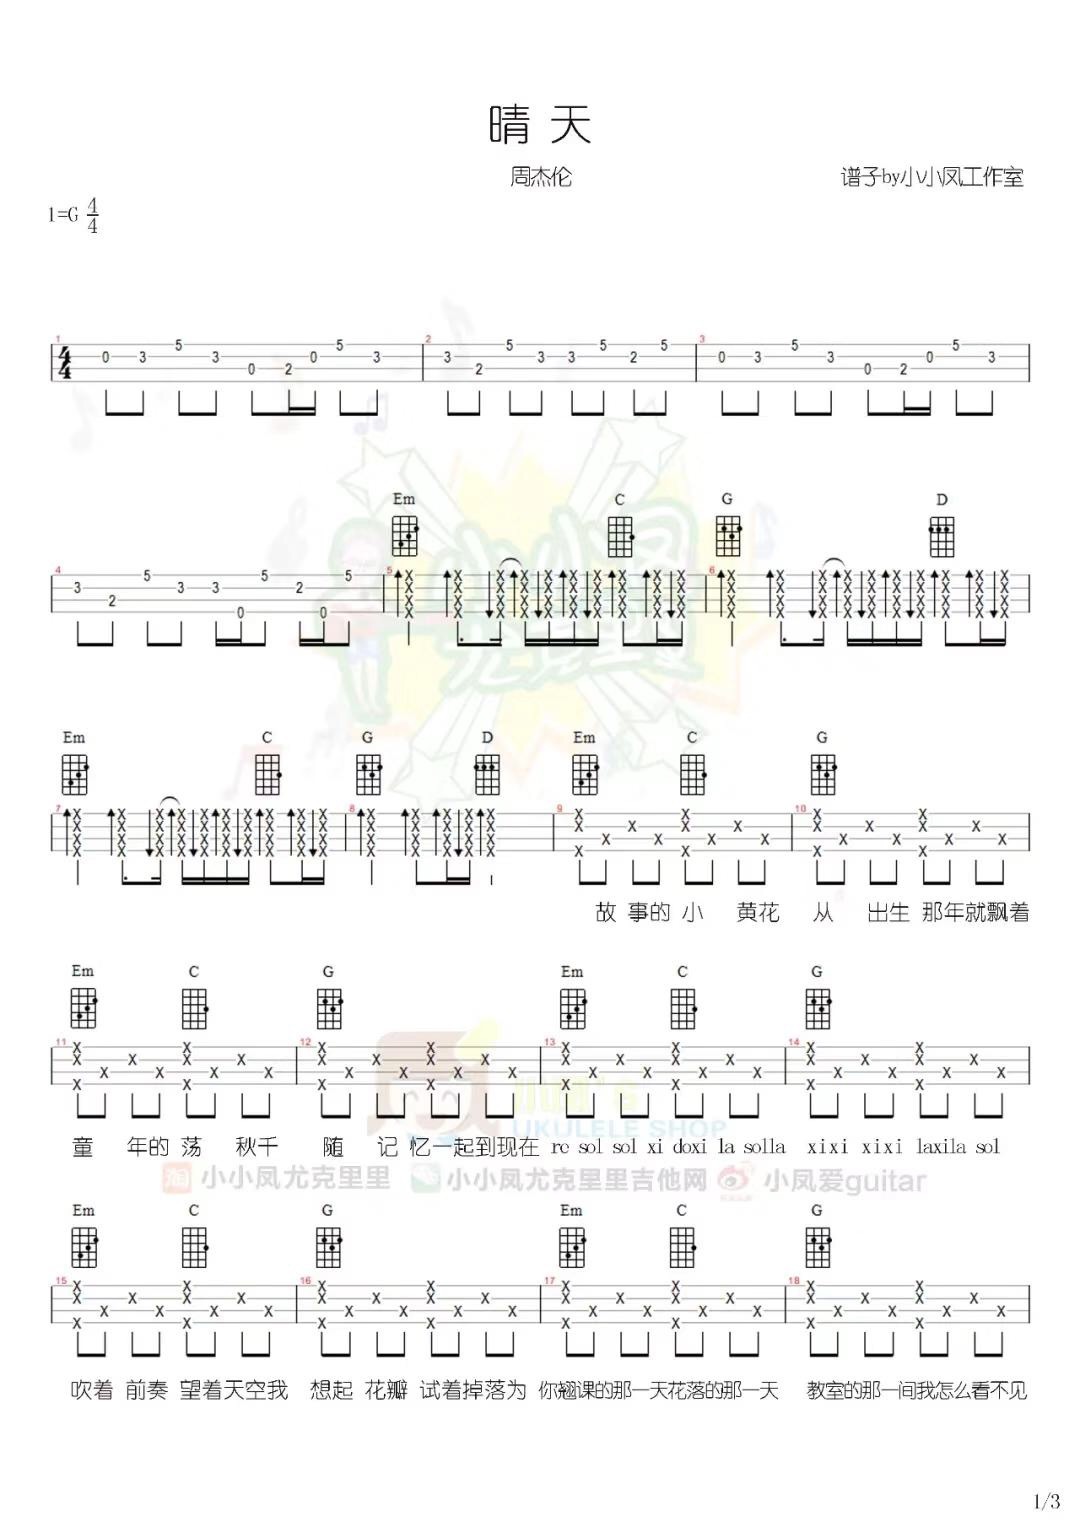 晴天
周杰伦 谱子by小小凤工作室
1=G 4/4
1 2 3
0 3 5 3 0 2 0 5 3 3 2 5 3 3 5 2 5 0 3 5 3 0 2 0 5 3
Em C G D
4 5 6
3 2 5 3 3 0 5 2 0 5
Em C G D Em C G
7 8 9 10
故事的小 黄花 从 出生 那年就飘着
Em C G Em C G
11 12 13 14
童 年的 荡 秋千 随 记 忆一起到现在 re sol sol xi doxi la solla xixi xixi laxila sol
小小"G"
UKULELE SHOP
淘 小小凤尤克里里 小小凤尤克里里吉他网 小凤爱guitar
Em C G Em C G
15 16 17 18
吹着 前奏 望着天空我 想起 花瓣 试着掉落为 你翘课的那一天花落的那一天 教室的那一间我怎么看不见
1/3